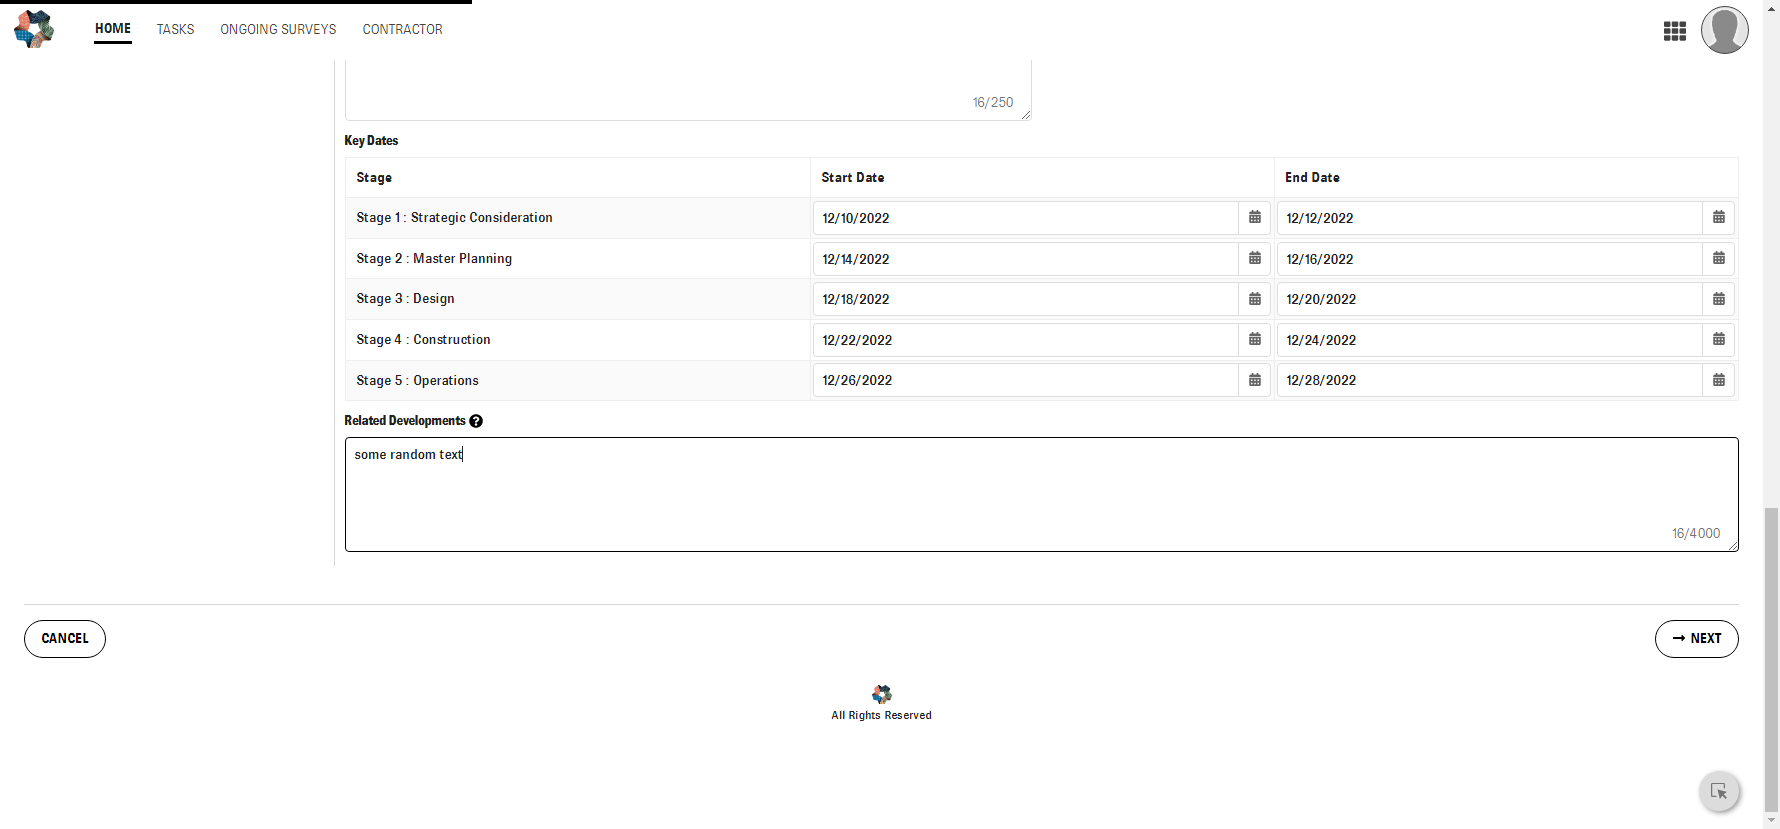 HOME TASKS ONGOING SURVEYS CONTRACTOR
16/250
Key Dates
Stage Start Date End Date
Stage 1 : Strategic Consideration 12/10/2022 12/12/2022
Stage 2 : Master Planning 12/14/2022 12/16/2022
Stage 3 : Design 12/18/2022 12/20/2022
Stage 4 : Construction 12/22/2022 12/24/2022
Stage 5 : Operations 12/26/2022 12/28/2022
Related Developments ?
some random text
16/4000
CANCEL → NEXT
All Rights Reserved